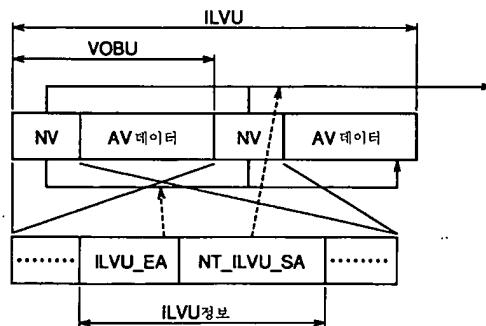 ILVU
VOBU
NV AV데이터 NV AV데이터
ILVU_EA NT_ILVU_SA
ILVU정보